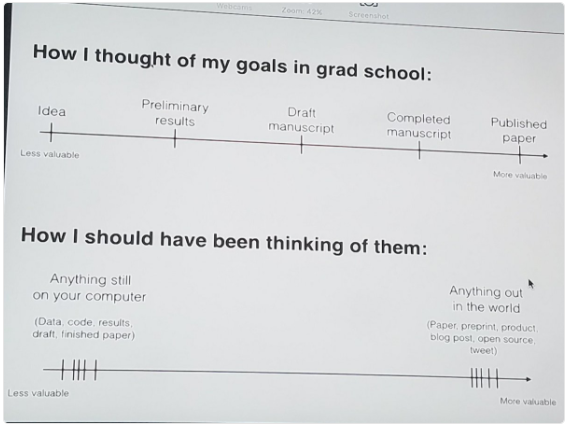 Webcams Zoom: 42% Screenshot
How I thought of my goals in grad school:
Idea
Preliminary
results
Draft
manuscript
Completed
manuscript
Published
paper
Less valuable
More valuable
How I should have been thinking of them:
Anything still
on your computer
(Data, code, results,
draft, finished paper)
Anything out
in the world
(Paper, preprint, product,
blog post, open source,
tweet)
Less valuable
More valuable